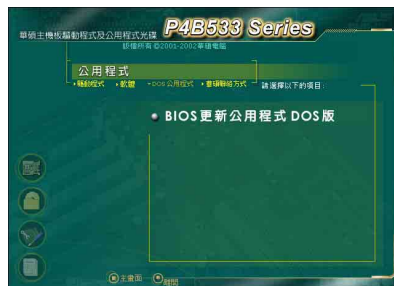 華碩主機板驅動程式及公用程式光碟
P4B533 Series
版權所有 ©2001-2002華碩電腦
公用程式
驅動程式 軟體 DOS公用程式 華碩聯絡方式 請選擇以下的項目:
BIOS更新公用程式 DOS版
主畫面 離開